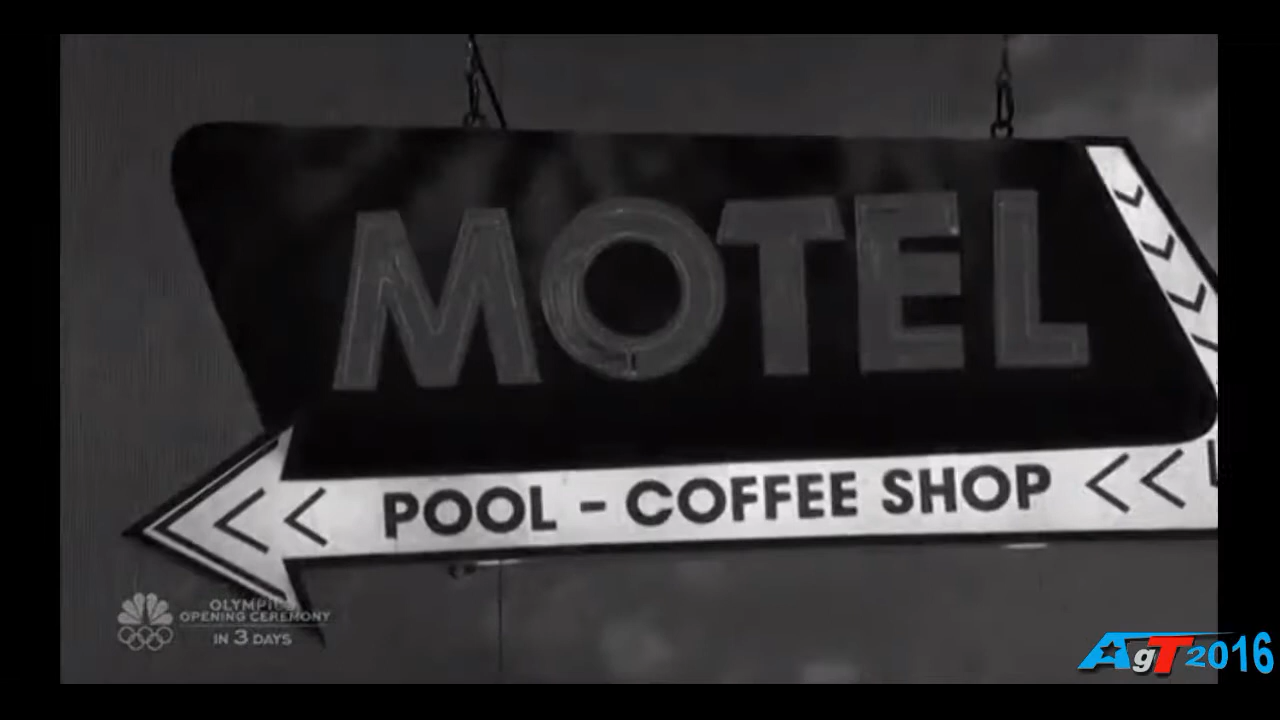 MOTEL
POOL - COFFEE SHOP
OLYMPICS
OPENING CEREMONY
IN 3 DAYS
AgT 2016